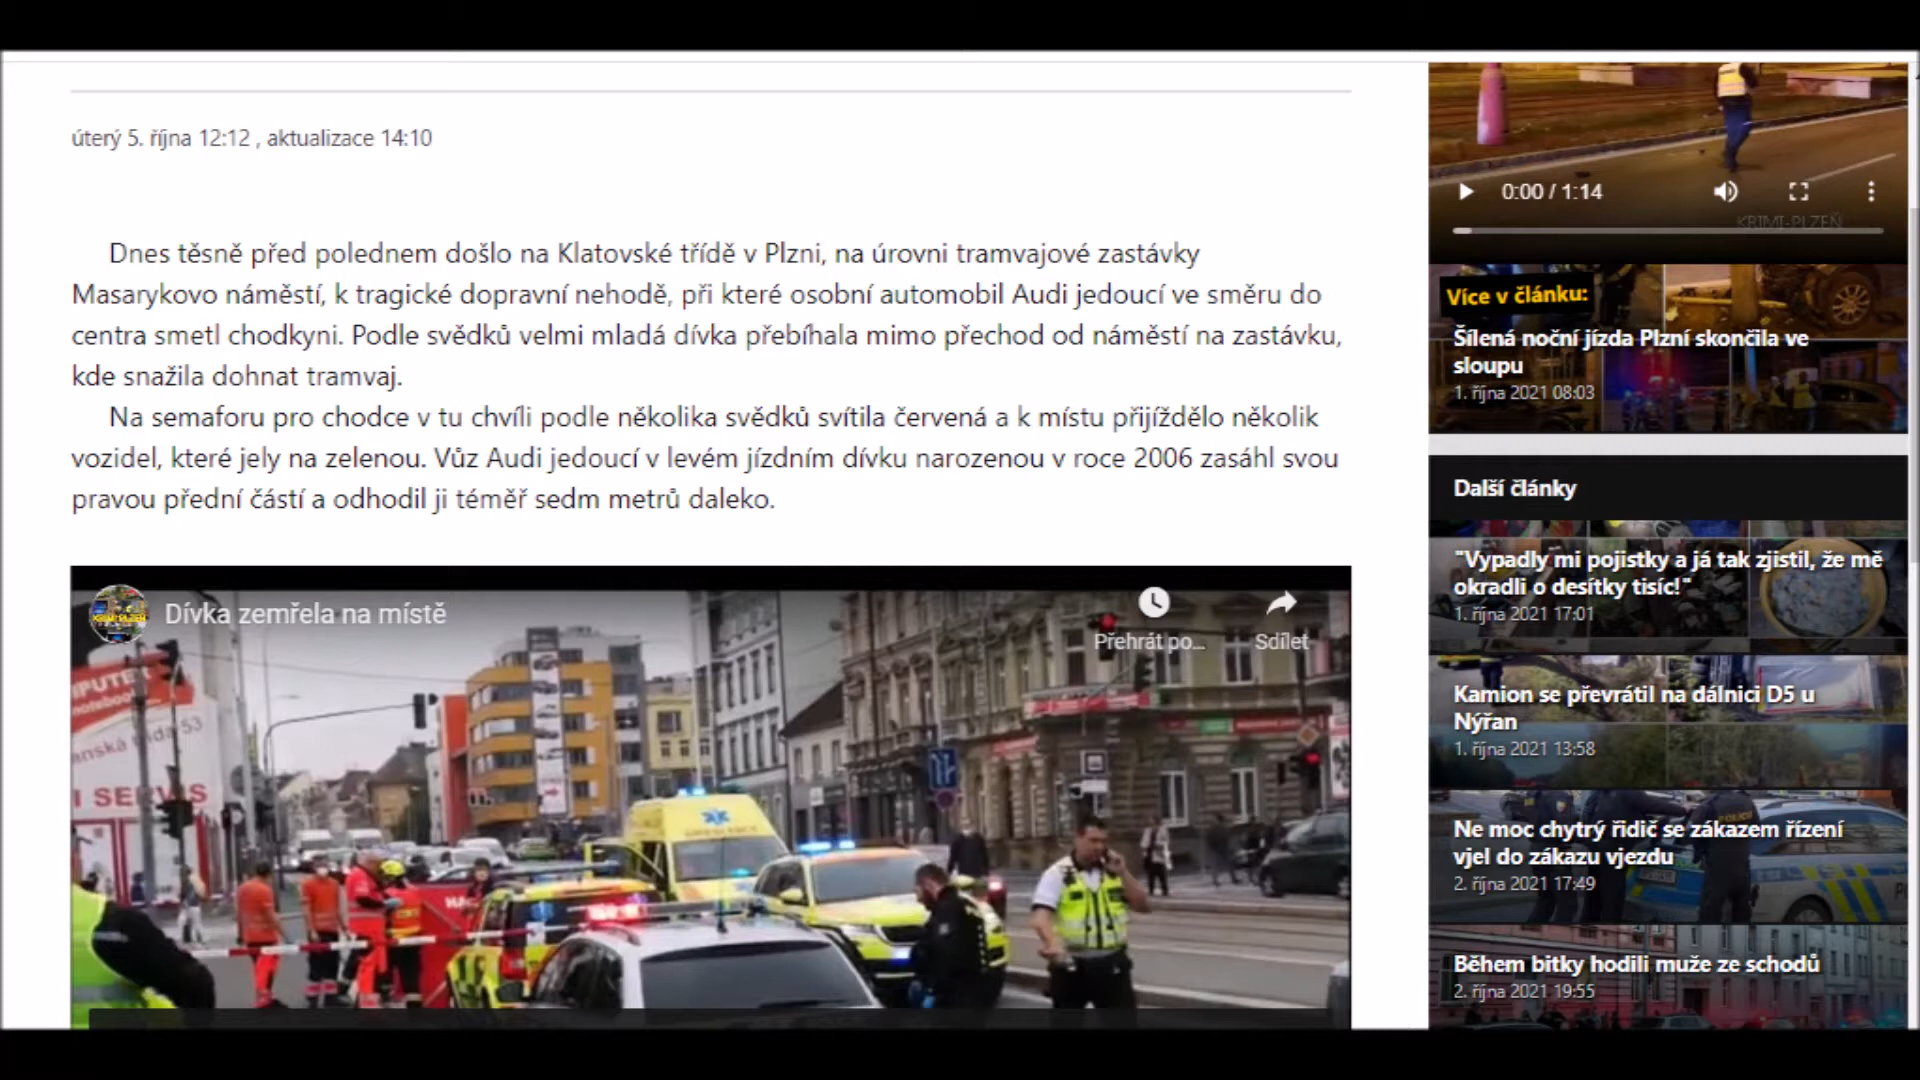 úterý 5. října 12:12 , aktualizace 14:10
Dnes těsně před polednem došlo na Klatovské třídě v Plzni, na úrovni tramvajové zastávky
Masarykovo náměstí, k tragické dopravní nehodě, při které osobní automobil Audi jedoucí ve směru do
centra smetl chodkyni. Podle svědků velmi mladá dívka přebíhala mimo přechod od náměstí na zastávku,
kde snažila dohnat tramvaj.
Na semaforu pro chodce v tu chvíli podle několika svědků svítila červená a k místu přijíždělo několik
vozidel, které jely na zelenou. Vůz Audi jedoucí v levém jízdním dívku narozenou v roce 2006 zasáhl svou
pravou přední částí a odhodil ji téměř sedm metrů daleko.
KRIMI-PLZEŇ
Dívka zemřela na místě
Přehrát po...
Sdílet
notebook
53
I SERVIS
0:00 / 1:14
KRIMI-PLZEŇ
Více v článku:
Šílená noční jízda Plzní skončila ve
sloupu
1. října 2021 08:03
Další články
"Vypadly mi pojistky a já tak zjistil, že mě
okradli o desítky tisíc!"
1. října 2021 17:01
Kamion se převrátil na dálnici D5 u
Nýřan
1. října 2021 13:58
Ne moc chytrý řidič se zákazem řízení
vjel do zákazu vjezdu
2. října 2021 17:49
Během bitky hodili muže ze schodů
2. října 2021 19:55